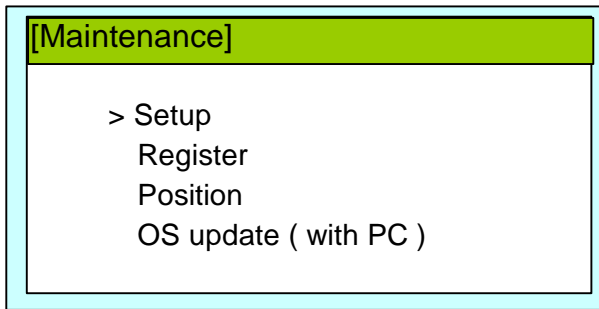 [Maintenance]
> Setup
Register
Position
OS update ( with PC )